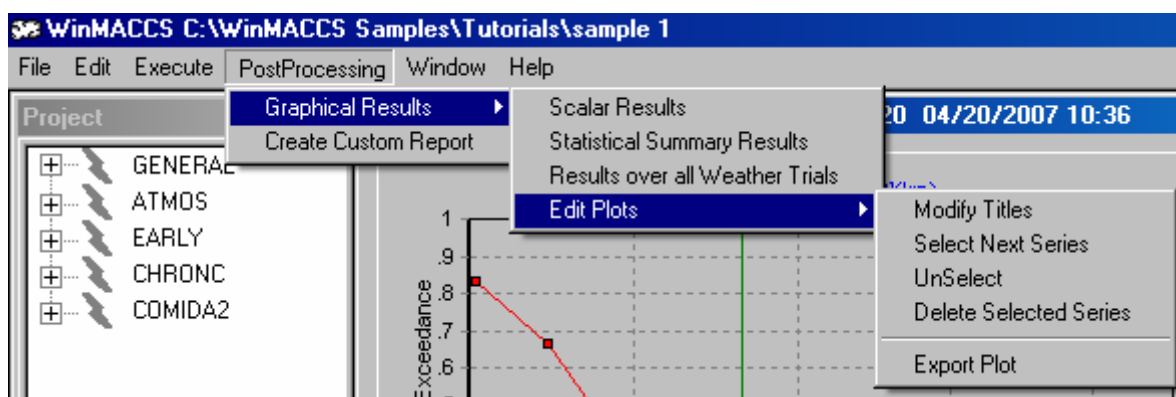 WinMACCS C:\WinMACCS Samples\Tutorials\sample 1
File Edit Execute PostProcessing Window Help
Project
Graphical Results
Create Custom Report
Scalar Results
Statistical Summary Results
Results over all Weather Trials
Edit Plots
20 04/20/2007 10:36
Modify Titles
Select Next Series
UnSelect
Delete Selected Series
Export Plot
GENERAL
ATMOS
EARLY
CHRONC
COMIDA2
1
.9
.8
.7
.6
Exceedance